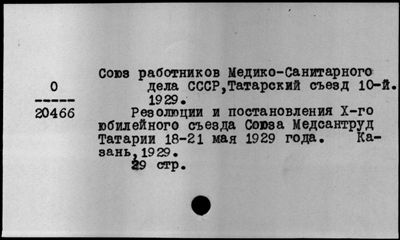 Союз работников Медико-Санитарного
дела СССР,Татарский съезд 10-й.
1929.
О
-----
20466
Резолюции и постановления X-го
юбилейного съезда Союза Медсантруд
Татарии 18-21 мая 1929 года. Ка-
зань,1929.
29 стр.